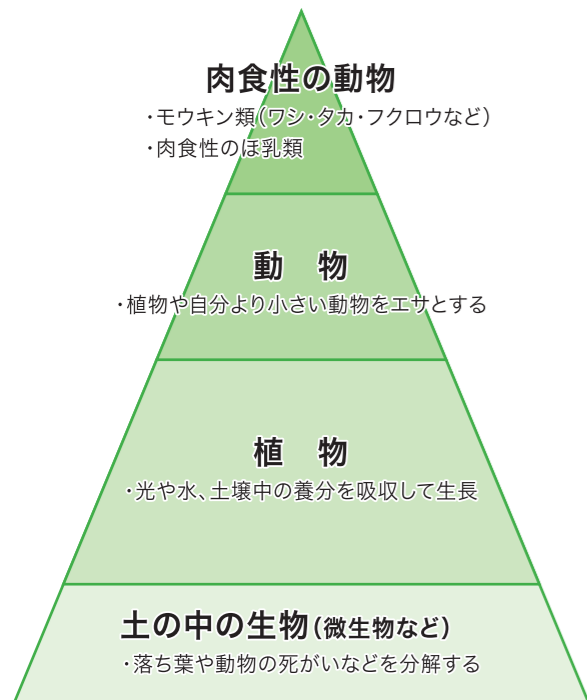 肉食性の動物
・モウキン類(ワシ・タカ・フクロウなど)
・肉食性のほ乳類
動　物
・植物や自分より小さい動物をエサとする
植　物
・光や水、土壌中の養分を吸収して生長
土の中の生物(微生物など)
・落ち葉や動物の死がいなどを分解する